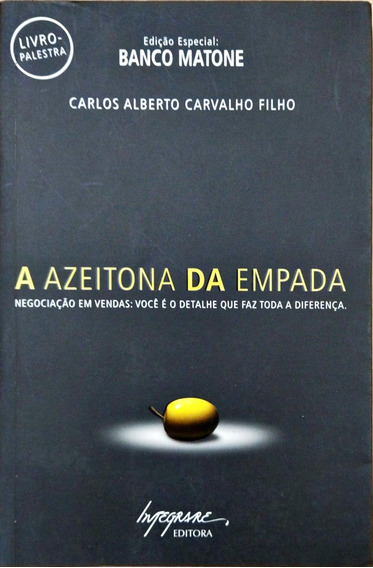 LIVRO-
PALESTRA
Edição Especial:
BANCO MATONE
CARLOS ALBERTO CARVALHO FILHO
A AZEITONA DA EMPADA
NEGOCIAÇÃO EM VENDAS: VOCÊ É O DETALHE QUE FAZ TODA A DIFERENÇA.
INTEGRARE
EDITORA